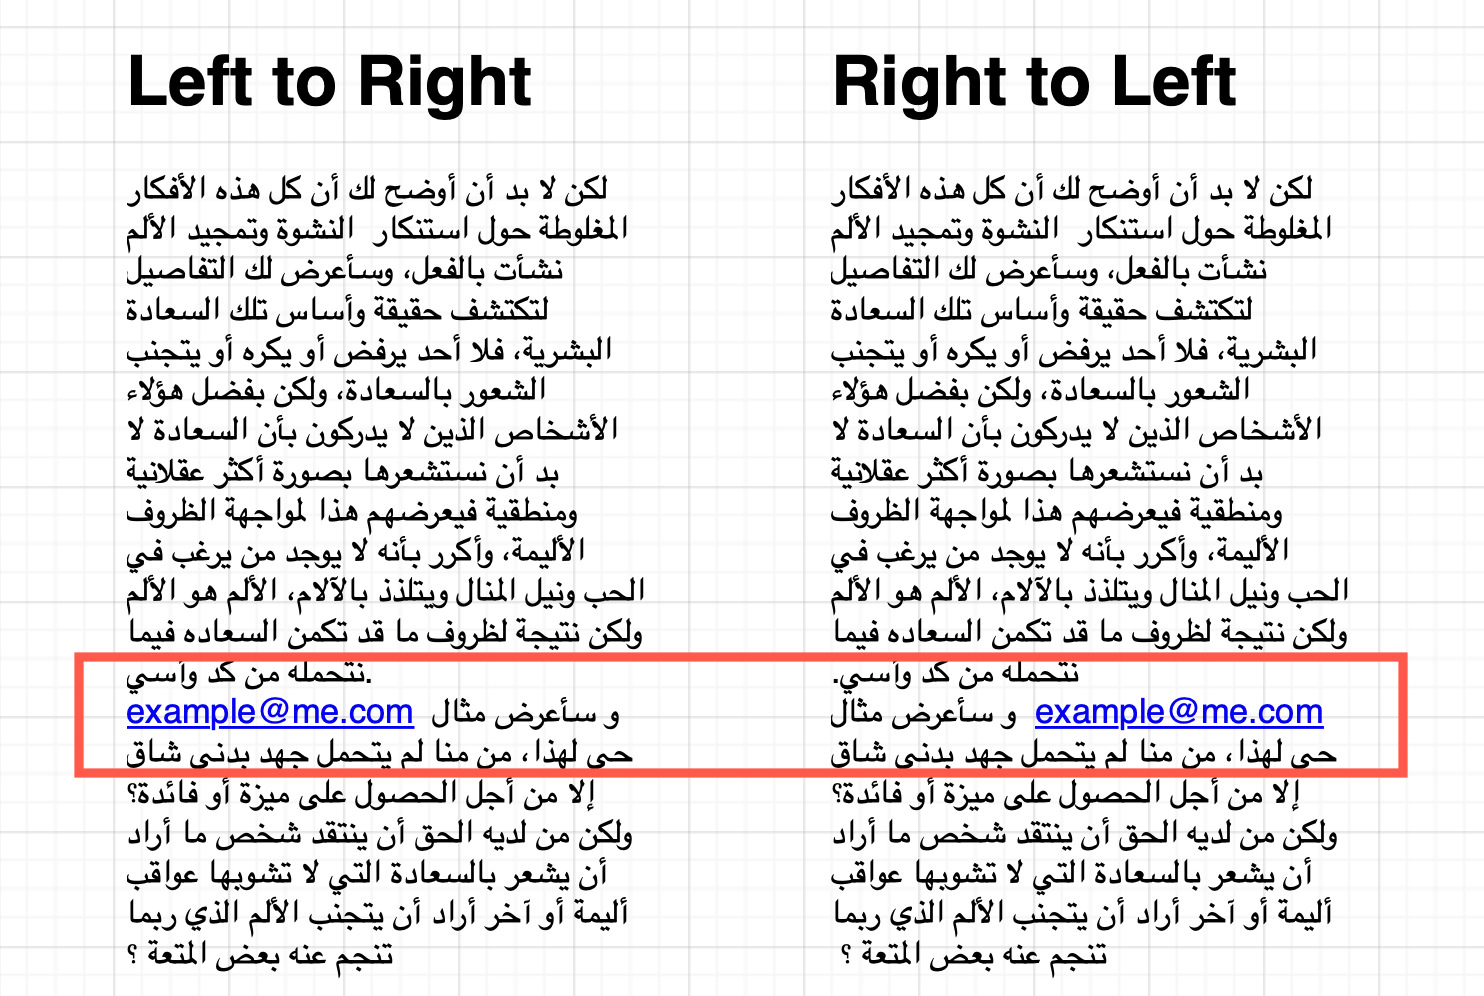 Left to Right
لكن لا بد أن أوضح لك أن كل هذه الأفكار
المغلوطة حول استنكار  النشوة وتمجيد الألم
نشأت بالفعل، وسأعرض لك التفاصيل
لتكتشف حقيقة وأساس تلك السعادة
البشرية، فلا أحد يرفض أو يكره أو يتجنب
الشعور بالسعادة، ولكن بفضل هؤلاء
الأشخاص الذين لا يدركون بأن السعادة لا
بد أن نستشعرها بصورة أكثر عقلانية
ومنطقية فيعرضهم هذا لمواجهة الظروف
الأليمة، وأكرر بأنه لا يوجد من يرغب في
الحب ونيل المنال ويتلذذ بالآلام، الألم هو الألم
ولكن نتيجة لظروف ما قد تكمن السعاده فيما
نتحمله من كد وأسي.
example@me.com و سأعرض مثال
حي لهذا، من منا لم يتحمل جهد بدني شاق
إلا من أجل الحصول على ميزة أو فائدة؟
ولكن من لديه الحق أن ينتقد شخص ما أراد
أن يشعر بالسعادة التي لا تشوبها عواقب
أليمة أو آخر أراد أن يتجنب الألم الذي ربما
تنجم عنه بعض المتعة ؟
Right to Left
لكن لا بد أن أوضح لك أن كل هذه الأفكار
المغلوطة حول استنكار  النشوة وتمجيد الألم
نشأت بالفعل، وسأعرض لك التفاصيل
لتكتشف حقيقة وأساس تلك السعادة
البشرية، فلا أحد يرفض أو يكره أو يتجنب
الشعور بالسعادة، ولكن بفضل هؤلاء
الأشخاص الذين لا يدركون بأن السعادة لا
بد أن نستشعرها بصورة أكثر عقلانية
ومنطقية فيعرضهم هذا لمواجهة الظروف
الأليمة، وأكرر بأنه لا يوجد من يرغب في
الحب ونيل المنال ويتلذذ بالآلام، الألم هو الألم
ولكن نتيجة لظروف ما قد تكمن السعاده فيما
نتحمله من كد وأسي.
example@me.com و سأعرض مثال
حي لهذا، من منا لم يتحمل جهد بدني شاق
إلا من أجل الحصول على ميزة أو فائدة؟
ولكن من لديه الحق أن ينتقد شخص ما أراد
أن يشعر بالسعادة التي لا تشوبها عواقب
أليمة أو آخر أراد أن يتجنب الألم الذي ربما
تنجم عنه بعض المتعة ؟